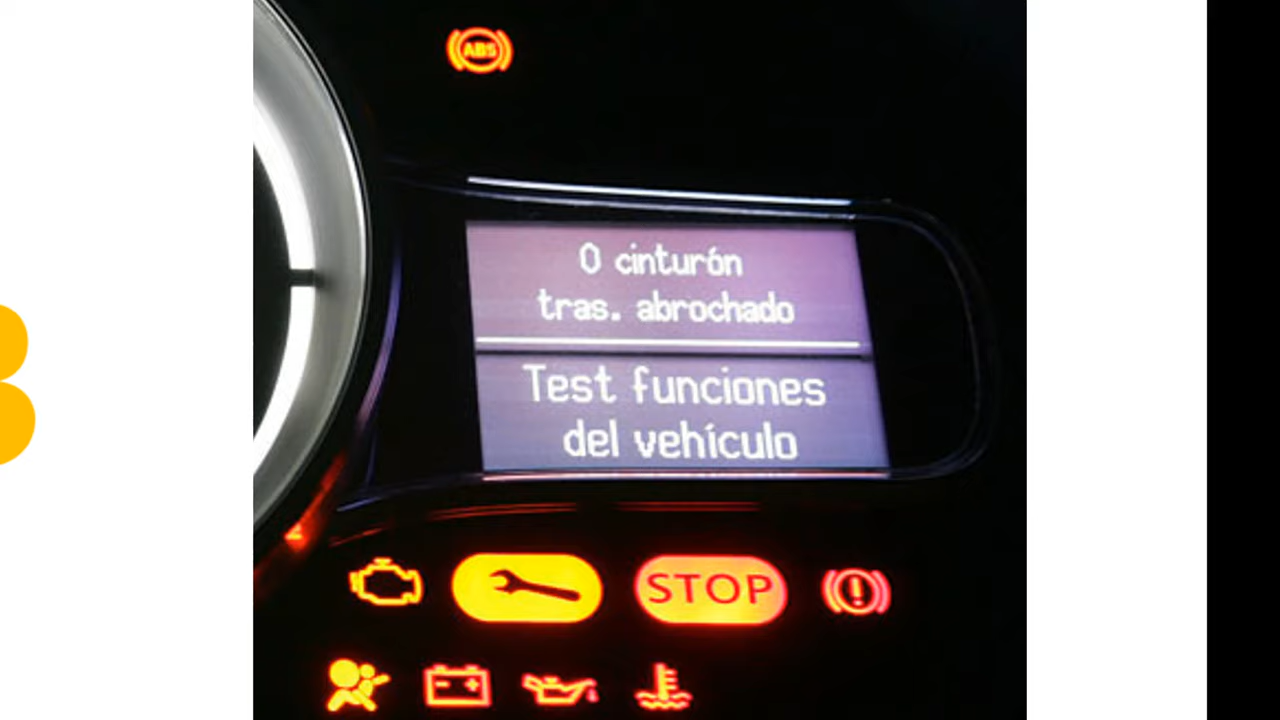 ABS
0 cinturón
tras. abrochado
Test funciones
del vehículo
STOP